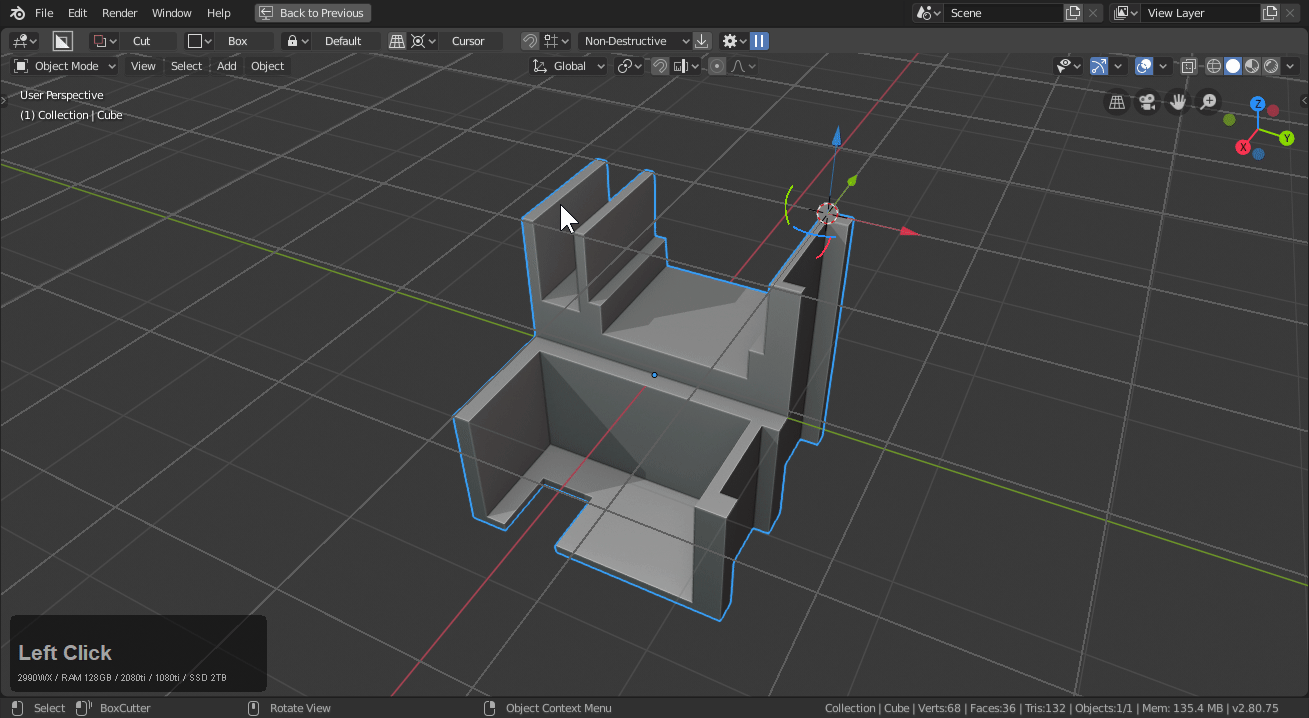 File Edit Render Window Help Back to Previous Scene View Layer
Cut Box Default Cursor Non-Destructive
Object Mode View Select Add Object Global
User Perspective
(1) Collection | Cube
Z
Y
X
Left Click
2990WX / RAM 128GB / 2080ti / 1080ti / SSD 2TB
Select BoxCutter Rotate View Object Context Menu Collection | Cube | Verts:68 | Faces:36 | Tris:132 | Objects:1/1 | Mem: 135.4 MB | v2.80.75